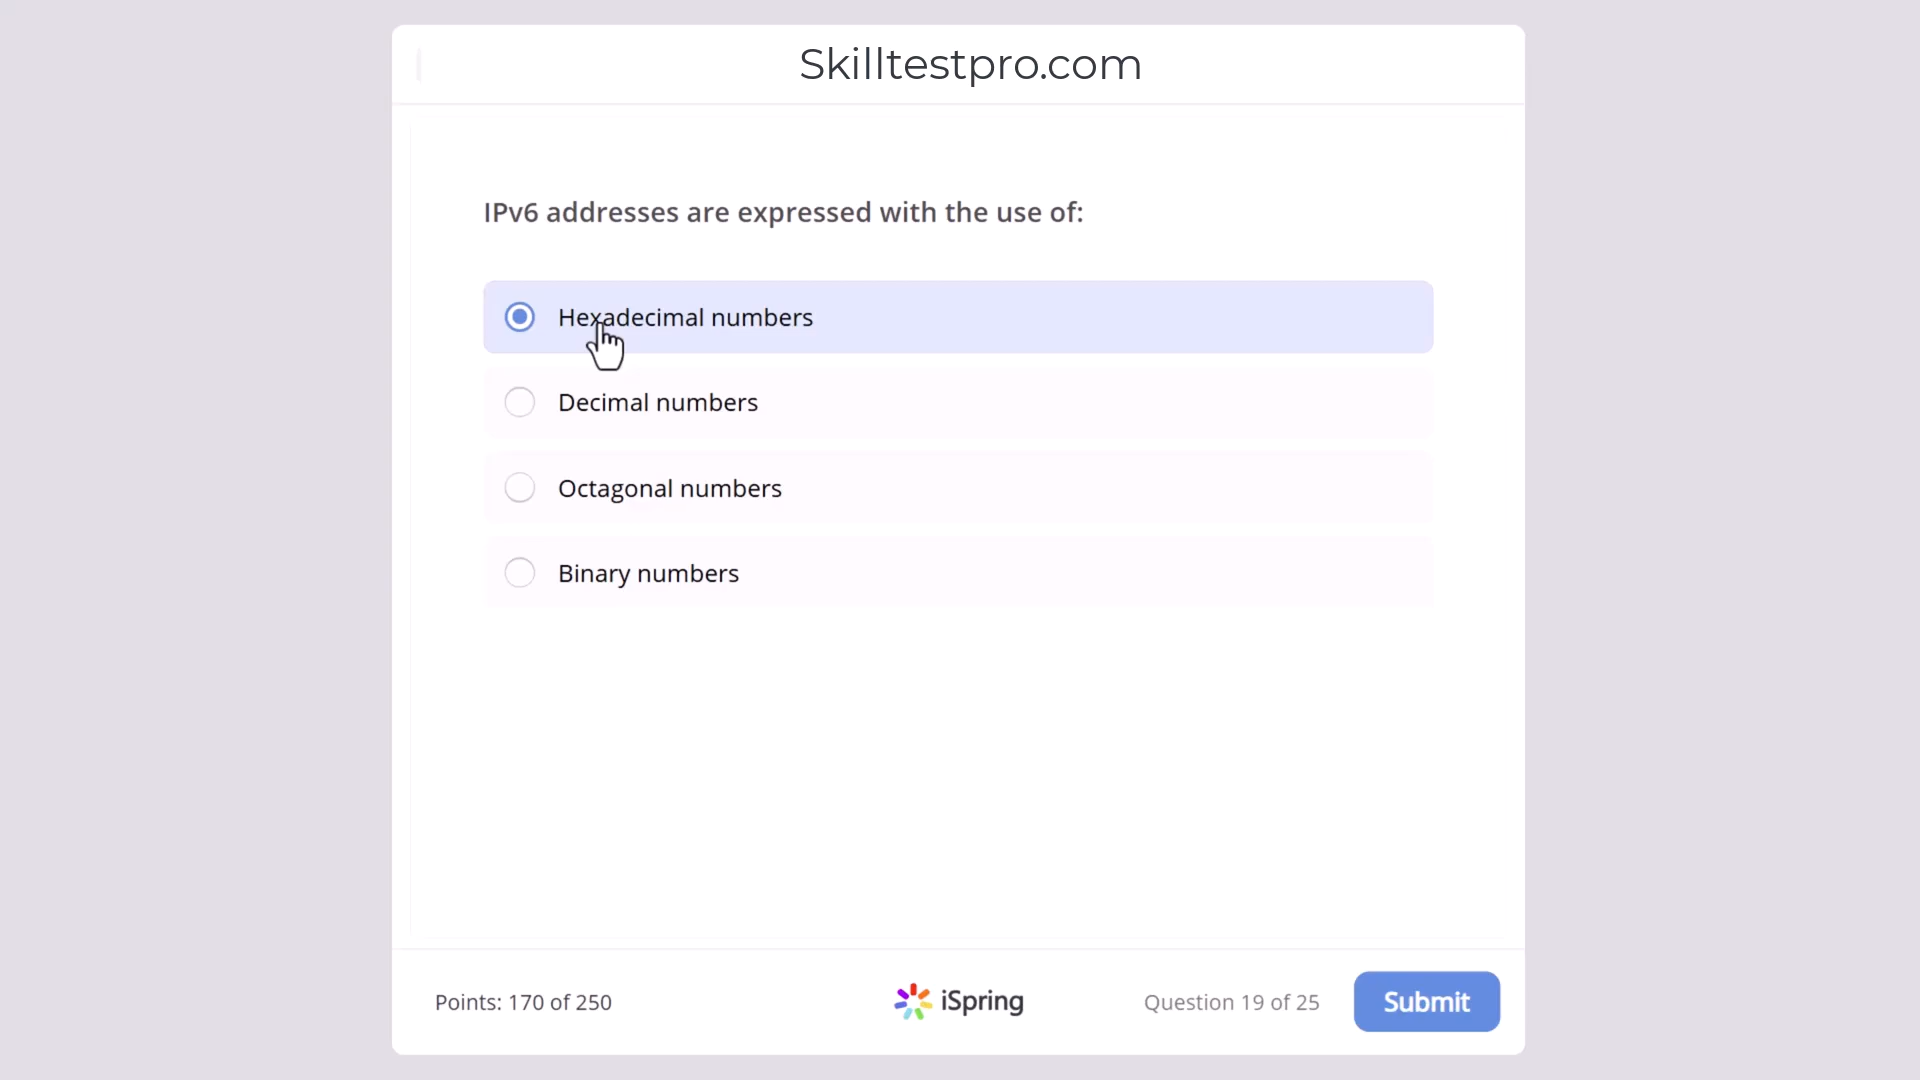 Skilltestpro.com
IPv6 addresses are expressed with the use of:
Hexadecimal numbers
Decimal numbers
Octagonal numbers
Binary numbers
Points: 170 of 250
iSpring
Question 19 of 25
Submit